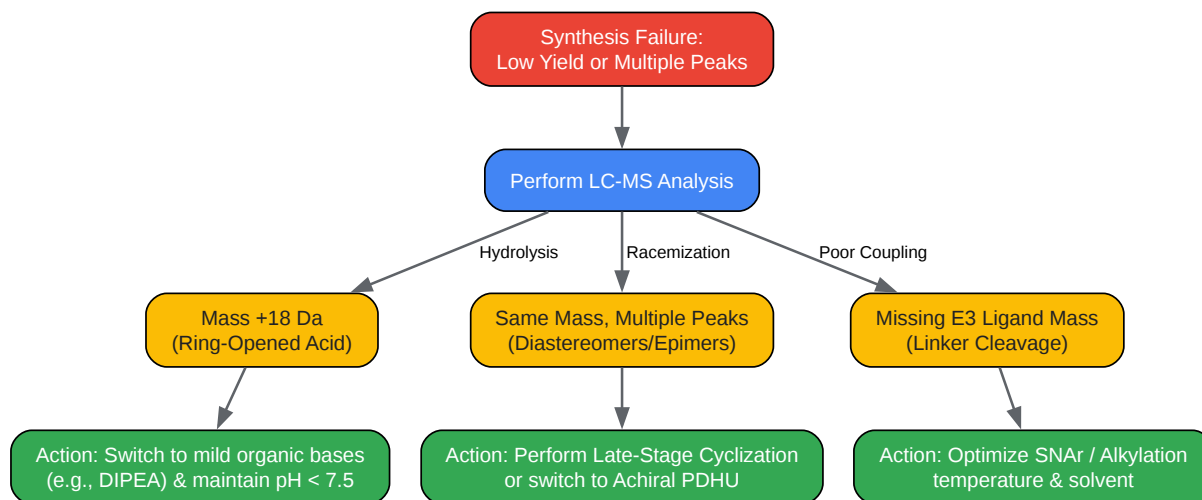 Synthesis Failure:
Low Yield or Multiple Peaks
Perform LC-MS Analysis
Hydrolysis
Racemization
Poor Coupling
Mass +18 Da
(Ring-Opened Acid)
Same Mass, Multiple Peaks
(Diastereomers/Epimers)
Missing E3 Ligand Mass
(Linker Cleavage)
Action: Switch to mild organic bases
(e.g., DIPEA) & maintain pH < 7.5
Action: Perform Late-Stage Cyclization
or switch to Achiral PDHU
Action: Optimize SNAr / Alkylation
temperature & solvent